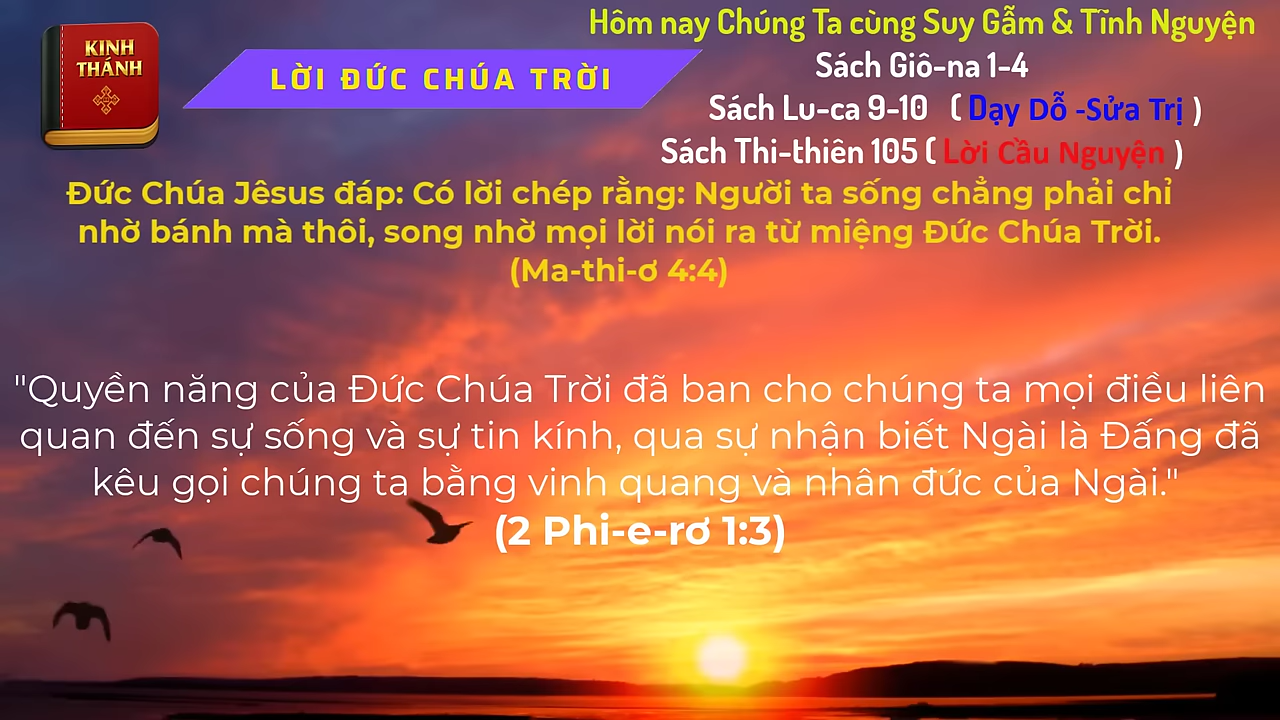 KINH
THÁNH
LỜI ĐỨC CHÚA TRỜI
Hôm nay Chúng Ta cùng Suy Gẫm & Tĩnh Nguyện
Sách Giô-na 1-4
Sách Lu-ca 9-10 ( Dạy Dỗ -Sửa Trị )
Sách Thi-thiên 105 ( Lời Cầu Nguyện )
Đức Chúa Jêsus đáp: Có lời chép rằng: Người ta sống chẳng phải chỉ
nhờ bánh mà thôi, song nhờ mọi lời nói ra từ miệng Đức Chúa Trời.
(Ma-thi-ơ 4:4)
"Quyền năng của Đức Chúa Trời đã ban cho chúng ta mọi điều liên
quan đến sự sống và sự tin kính, qua sự nhận biết Ngài là Đấng đã
kêu gọi chúng ta bằng vinh quang và nhân đức của Ngài."
(2 Phi-e-rơ 1:3)